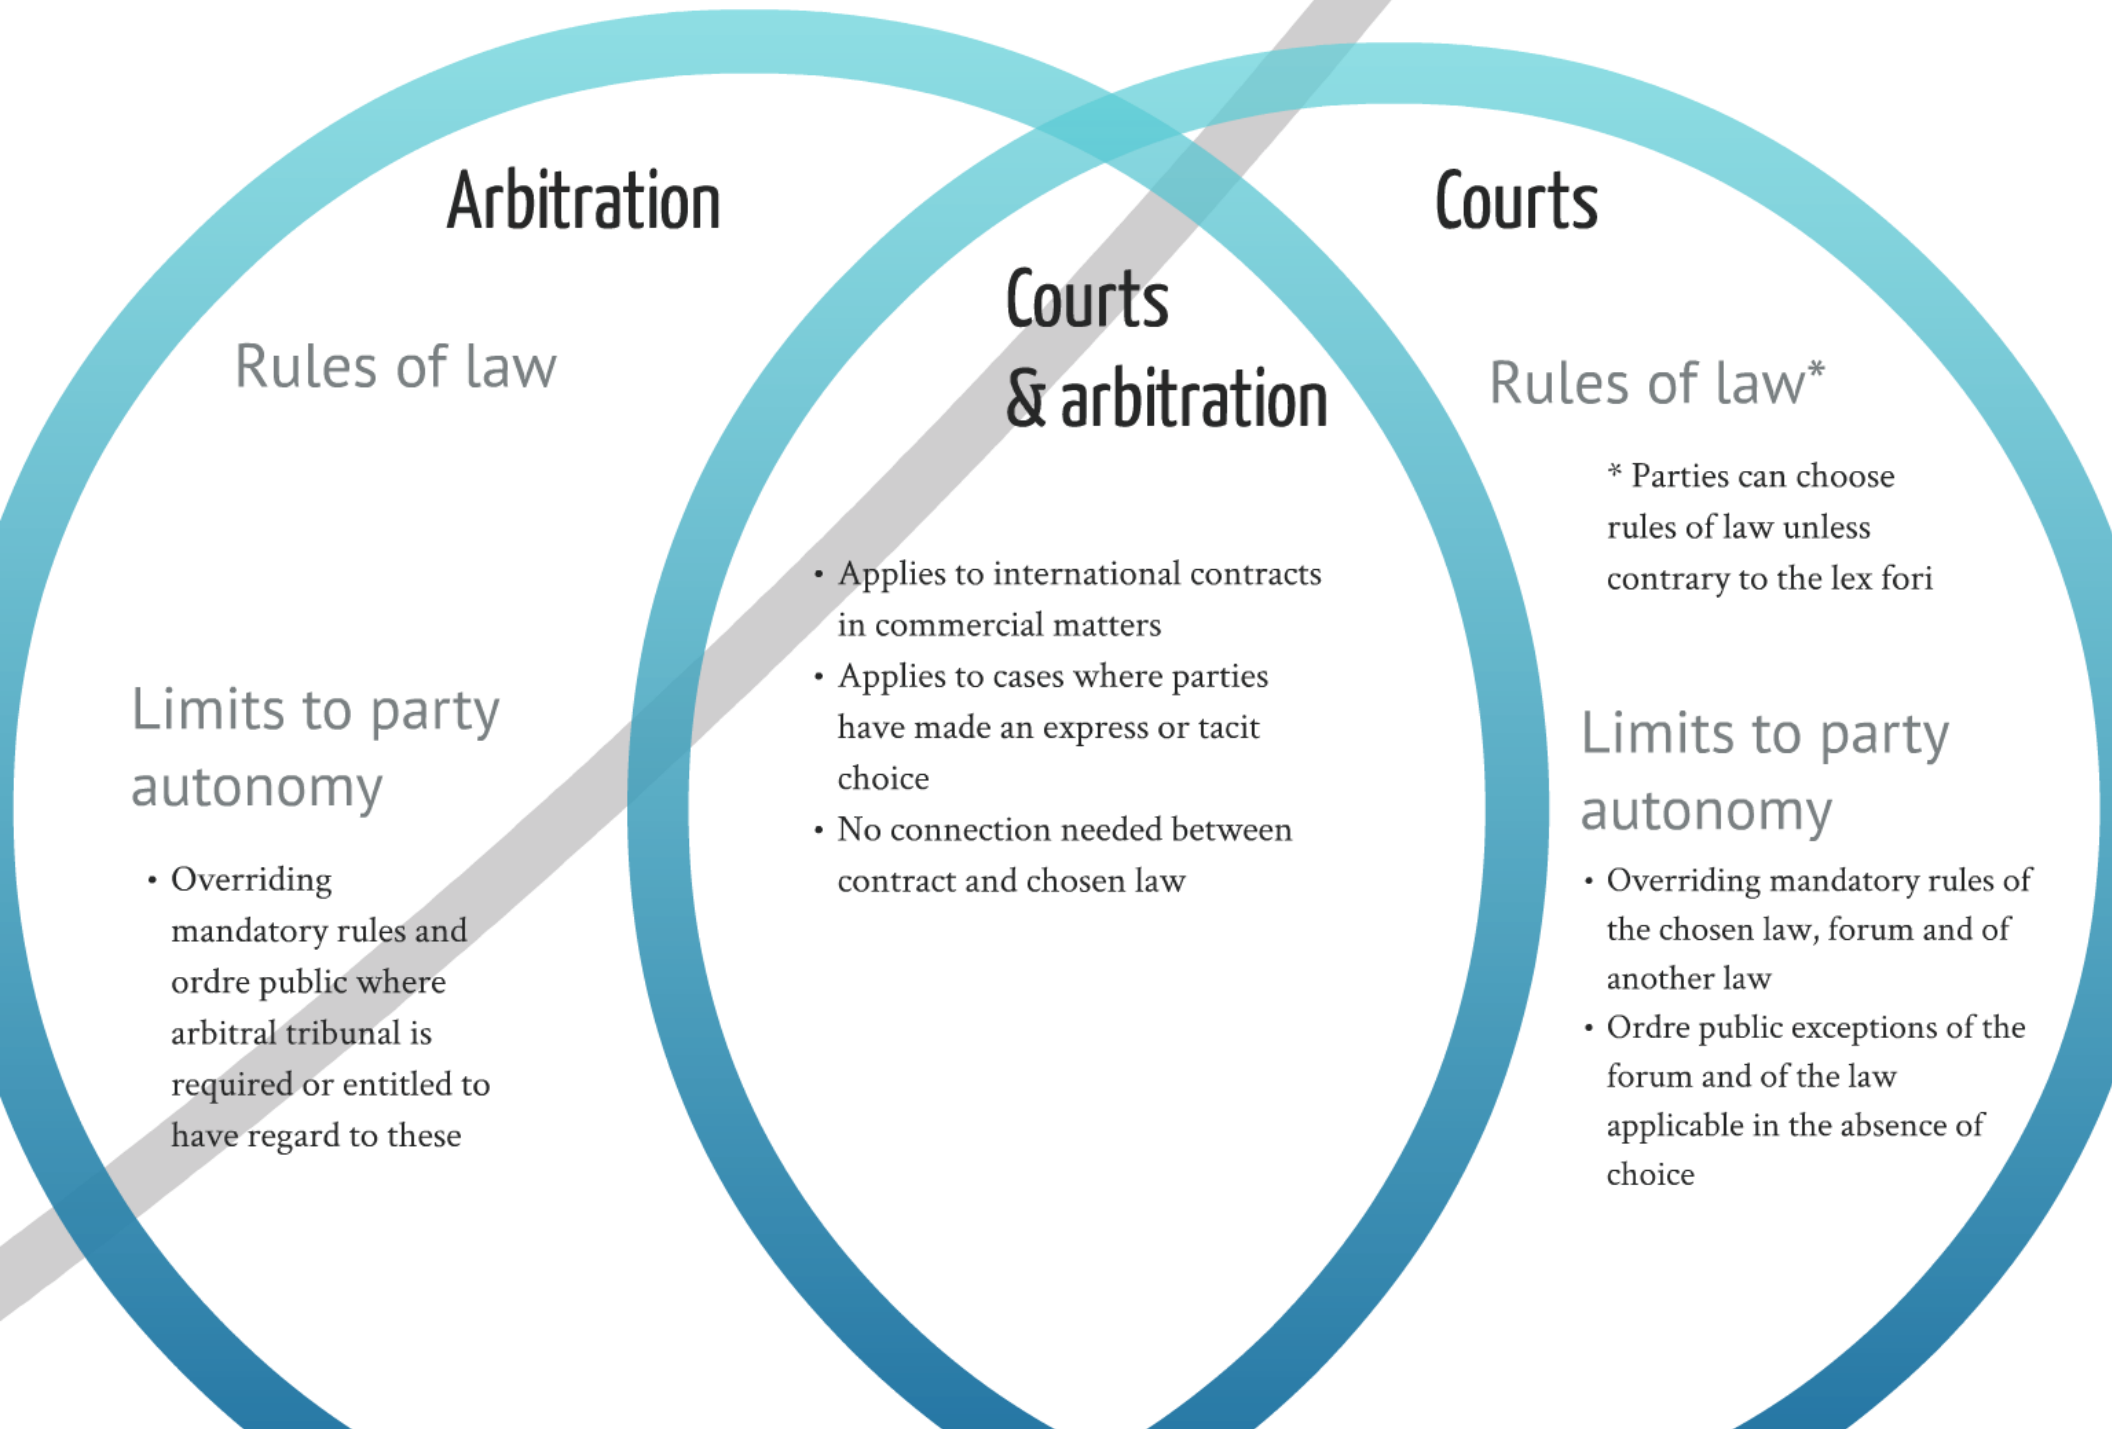 Arbitration
Rules of law
Limits to party
autonomy
• Overriding
mandatory rules and
ordre public where
arbitral tribunal is
required or entitled to
have regard to these
Courts
& arbitration
• Applies to international contracts
in commercial matters
• Applies to cases where parties
have made an express or tacit
choice
• No connection needed between
contract and chosen law
Courts
Rules of law*
* Parties can choose
rules of law unless
contrary to the lex fori
Limits to party
autonomy
• Overriding mandatory rules of
the chosen law, forum and of
another law
• Ordre public exceptions of the
forum and of the law
applicable in the absence of
choice